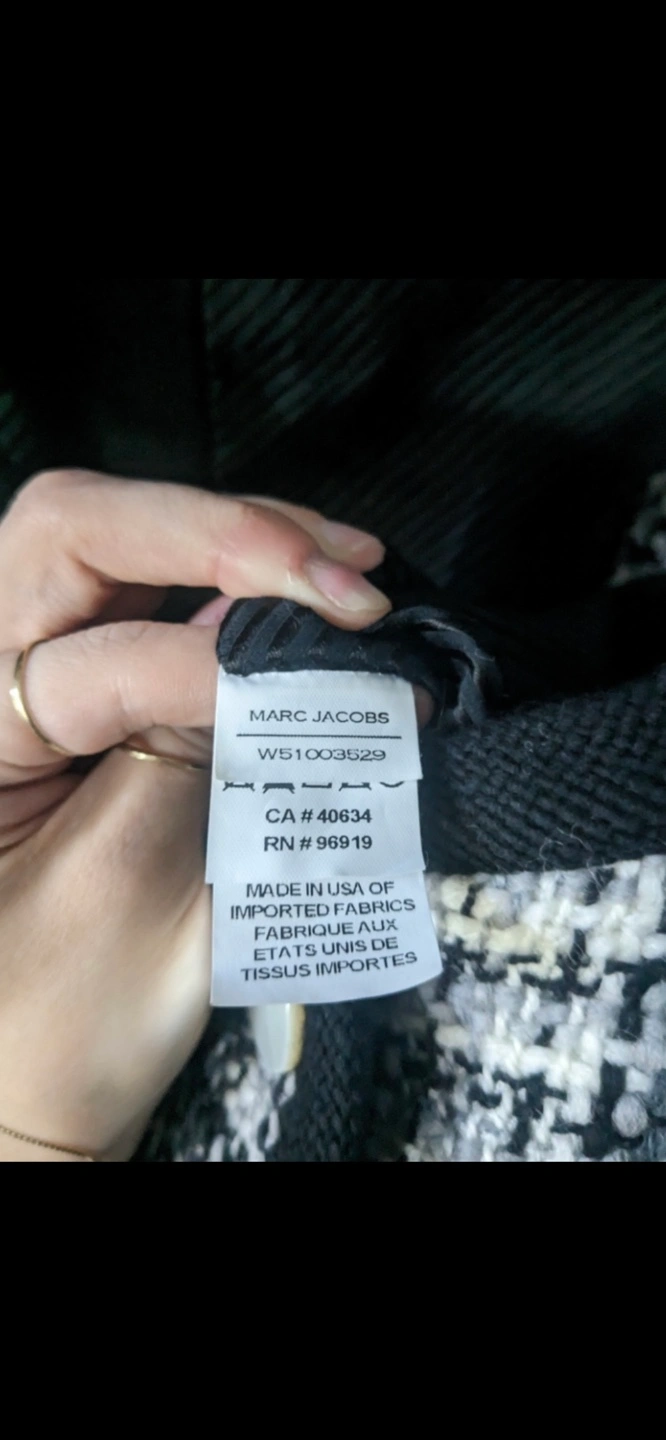 MARC JACOBS
W51003529
CA # 40634
RN # 96919
MADE IN USA OF
IMPORTED FABRICS
FABRIQUE AUX
ETATS UNIS DE
TISSUS IMPORTES